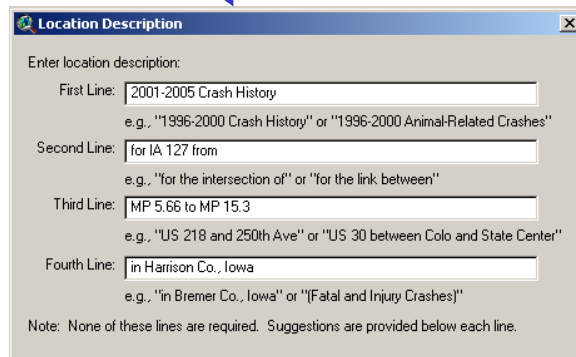 Location Description
Enter location description:
First Line: 2001-2005 Crash History
e.g., "1996-2000 Crash History" or "1996-2000 Animal-Related Crashes"
Second Line: for IA 127 from
e.g., "for the intersection of" or "for the link between"
Third Line: MP 5.66 to MP 15.3
e.g., "US 218 and 250th Ave" or "US 30 between Colo and State Center"
Fourth Line: in Harrison Co., Iowa
e.g., "in Bremer Co., Iowa" or "(Fatal and Injury Crashes)"
Note: None of these lines are required. Suggestions are provided below each line.